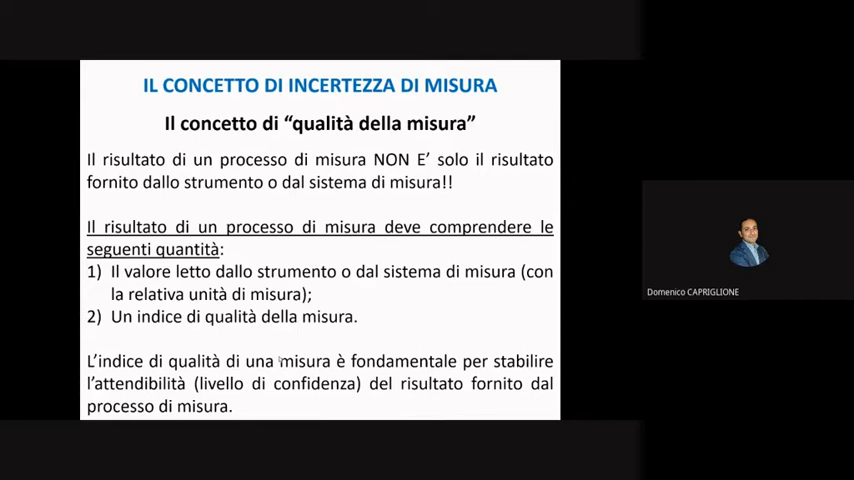 IL CONCETTO DI INCERTEZZA DI MISURA
Il concetto di “qualità della misura”
Il risultato di un processo di misura NON E’ solo il risultato
fornito dallo strumento o dal sistema di misura!!
Il risultato di un processo di misura deve comprendere le
seguenti quantità:
1) Il valore letto dallo strumento o dal sistema di misura (con
la relativa unità di misura);
2) Un indice di qualità della misura.
L’indice di qualità di una misura è fondamentale per stabilire
l’attendibilità (livello di confidenza) del risultato fornito dal
processo di misura.
Domenico CAPRIGLIONE